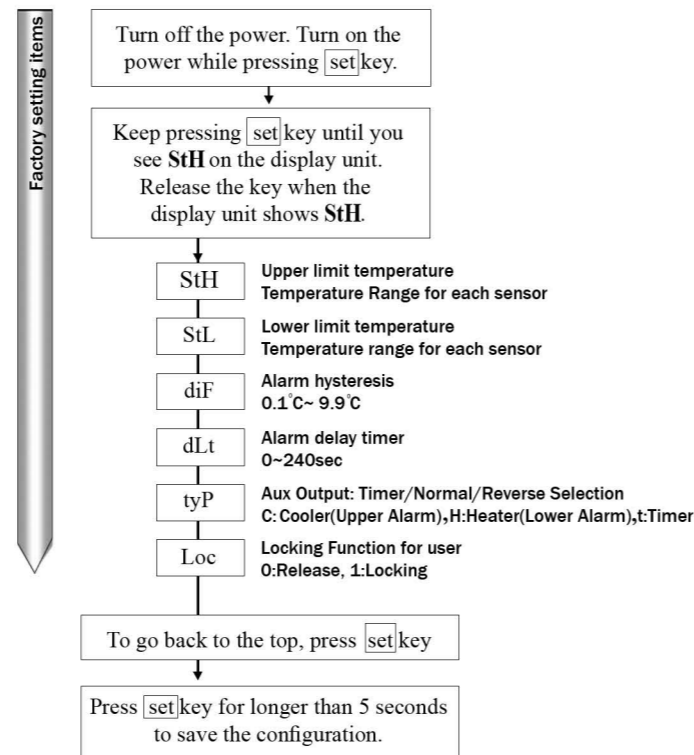 Factory setting items
Turn off the power. Turn on the
power while pressing set key.
Keep pressing set key until you
see StH on the display unit.
Release the key when the
display unit shows StH.
StH
Upper limit temperature
Temperature Range for each sensor
StL
Lower limit temperature
Temperature range for each sensor
diF
Alarm hysteresis
0.1°C~ 9.9°C
dLt
Alarm delay timer
0~240sec
tyP
Aux Output: Timer/Normal/Reverse Selection
C: Cooler(Upper Alarm),H:Heater(Lower Alarm),t:Timer
Loc
Locking Function for user
0:Release, 1:Locking
To go back to the top, press set key
Press set key for longer than 5 seconds
to save the configuration.